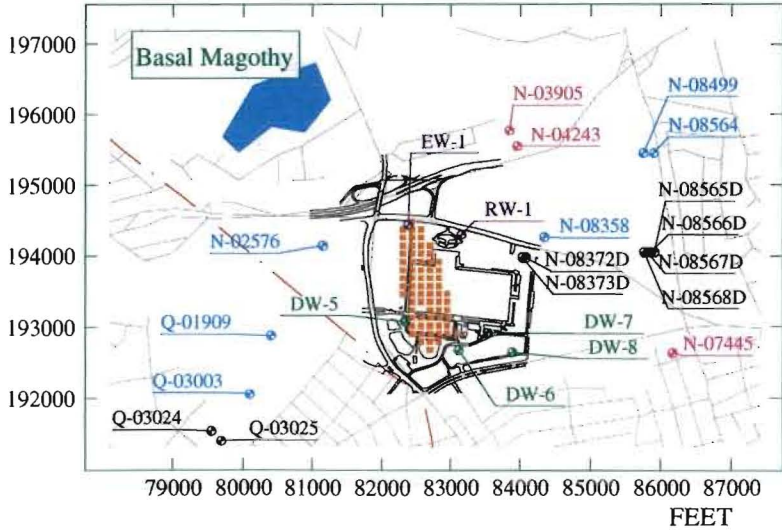 197000
Basal Magothy
N-08499
N-03905
196000
N-08564
N-04243
EW-1
195000
N-08565D
RW-1
N-08358
N-08566D
N-02576
194000
N-08372D
N-08567D
N-08373D
N-08568D
DW-5
Q-01909
193000
DW-7
N-07445
DW-8
Q-03003
DW-6
192000
Q-03024
Q-03025
79000 80000 81000 82000 83000 84000 85000 86000 87000
FEET